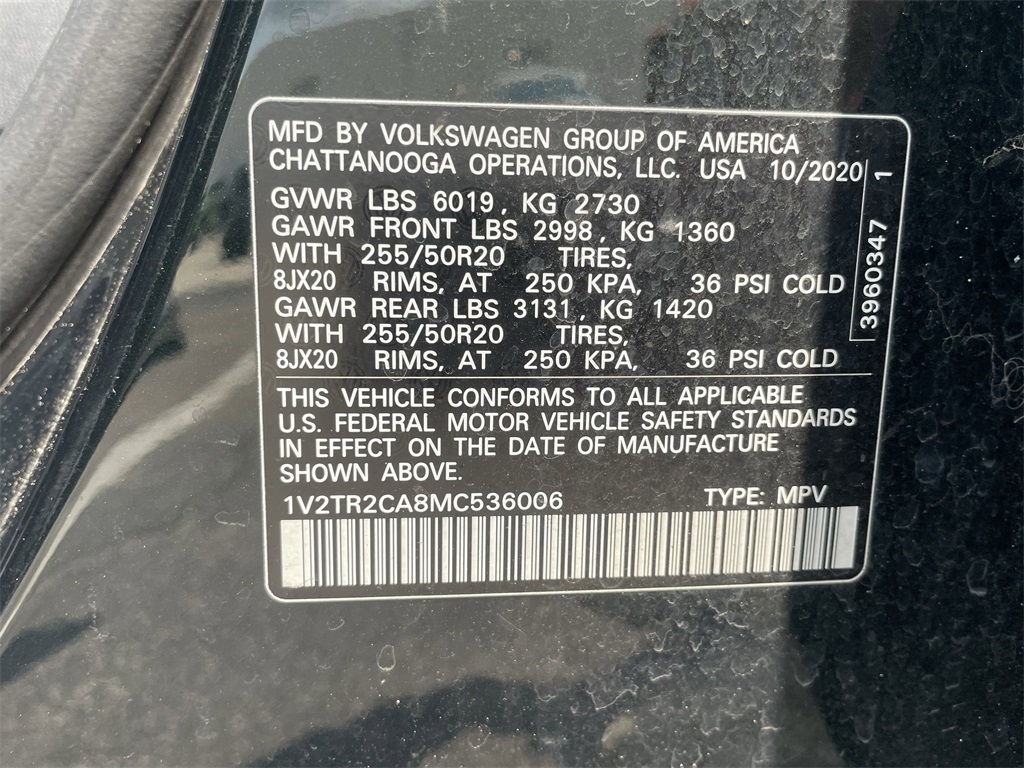 MFD BY VOLKSWAGEN GROUP OF AMERICA
CHATTANOOGA OPERATIONS, LLC. USA 10/2020
GVWR LBS 6019, KG 2730
GAWR FRONT LBS 2998, KG 1360
WITH 255/50R20 TIRES,
8JX20 RIMS, AT 250 KPA, 36 PSI COLD
GAWR REAR LBS 3131, KG 1420
WITH 255/50R20 TIRES,
8JX20 RIMS, AT 250 KPA, 36 PSI COLD
3960347 1
THIS VEHICLE CONFORMS TO ALL APPLICABLE
U.S. FEDERAL MOTOR VEHICLE SAFETY STANDARDS
IN EFFECT ON THE DATE OF MANUFACTURE
SHOWN ABOVE.
1V2TR2CA8MC536006 TYPE: MPV